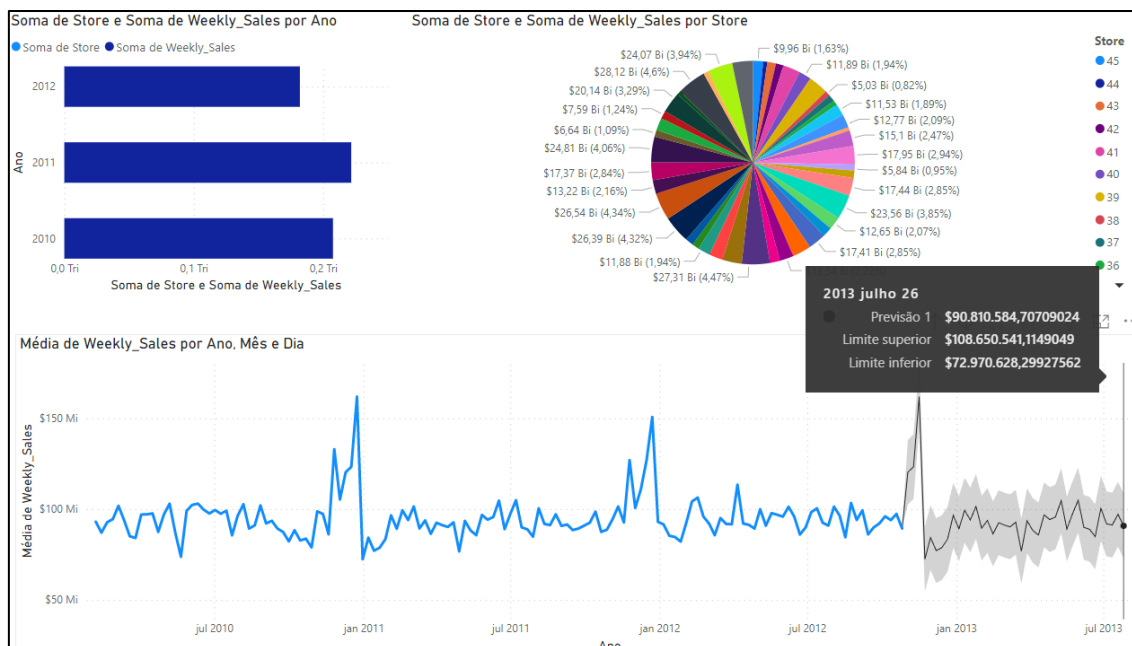 Soma de Store e Soma de Weekly_Sales por Ano
Soma de Store
Soma de Weekly_Sales
2012
2011
2010
Ano
0,0 Tri
0,1 Tri
0,2 Tri
Soma de Store e Soma de Weekly_Sales
Soma de Store e Soma de Weekly_Sales por Store
$9,96 Bi (1,63%)
$11,89 Bi (1,94%)
$5,03 Bi (0,82%)
$11,53 Bi (1,89%)
$12,77 Bi (2,09%)
$15,1 Bi (2,47%)
$17,95 Bi (2,94%)
$5,84 Bi (0,95%)
$17,44 Bi (2,85%)
$23,56 Bi (3,85%)
$12,65 Bi (2,07%)
$17,41 Bi (2,85%)
$27,31 Bi (4,47%)
$11,88 Bi (1,94%)
$26,39 Bi (4,32%)
$26,54 Bi (4,34%)
$13,22 Bi (2,16%)
$17,37 Bi (2,84%)
$24,81 Bi (4,06%)
$6,64 Bi (1,09%)
$7,59 Bi (1,24%)
$20,14 Bi (3,29%)
$28,12 Bi (4,6%)
$24,07 Bi (3,94%)
Store
45
44
43
42
41
40
39
38
37
36
2013 julho 26
Previsão 1 $90.810.584,70709024
Limite superior $108.650.541,1149049
Limite inferior $72.970.628,29927562
Média de Weekly_Sales por Ano, Mês e Dia
Média de Weekly_Sales
$150 Mi
$100 Mi
$50 Mi
jul 2010
jan 2011
jul 2011
jan 2012
jul 2012
jan 2013
jul 2013
Ano